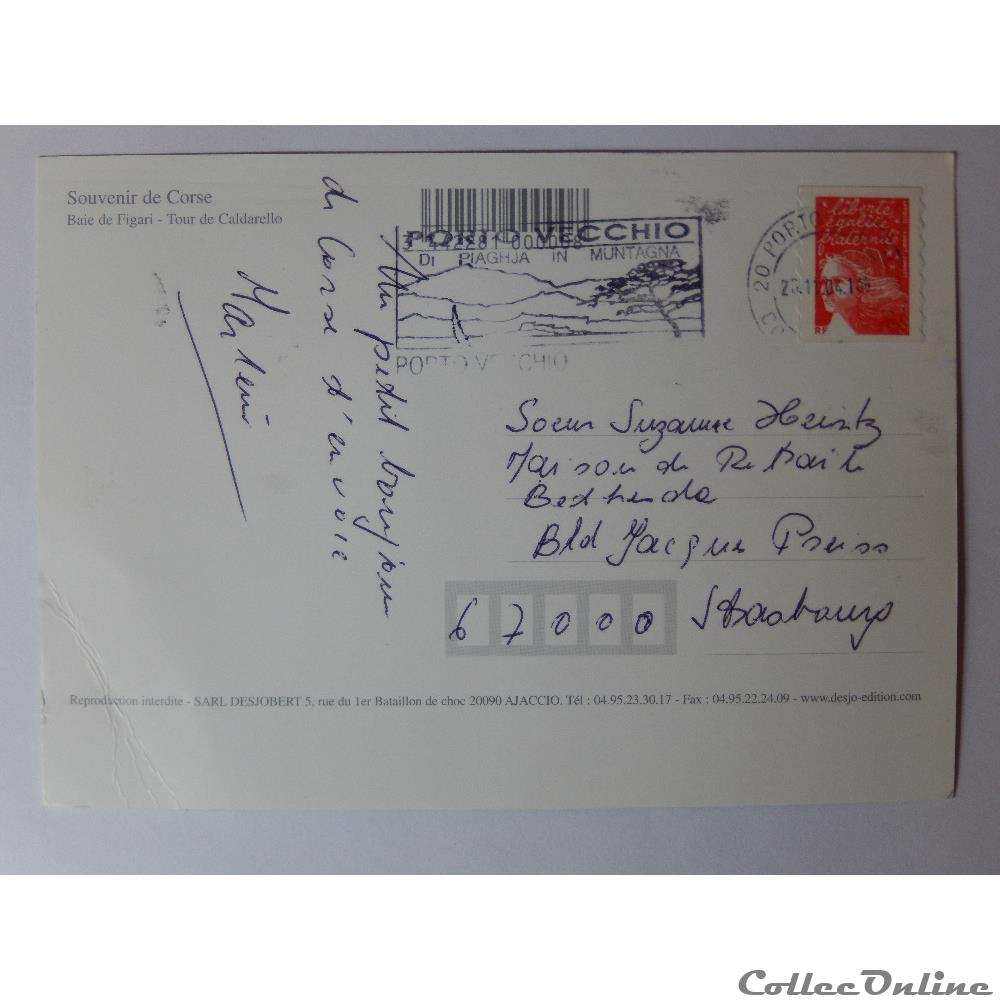 Souvenir de Corse
Baie de Figari - Tour de Caldarello
PORTO VECCHIO
DI PIAGHJA IN MUNTAGNA
PORTO VECCHIO
20 PORTO
liberté
égalité
fraternité
RF
Un petit bonjour
de Corse t'envoie
Soeur Suzanne Heintz
Maison de Retraite
Bethesda
Bld Jacques Preiss
67000 Strasbourg
Reproduction interdite - SARL DESJOBERT 5, rue du 1er Bataillon de choc 20090 AJACCIO. Tél : 04.95.23.30.17 - Fax : 04.95.22.24.09 - www.desjo-edition.com
CollecOnline